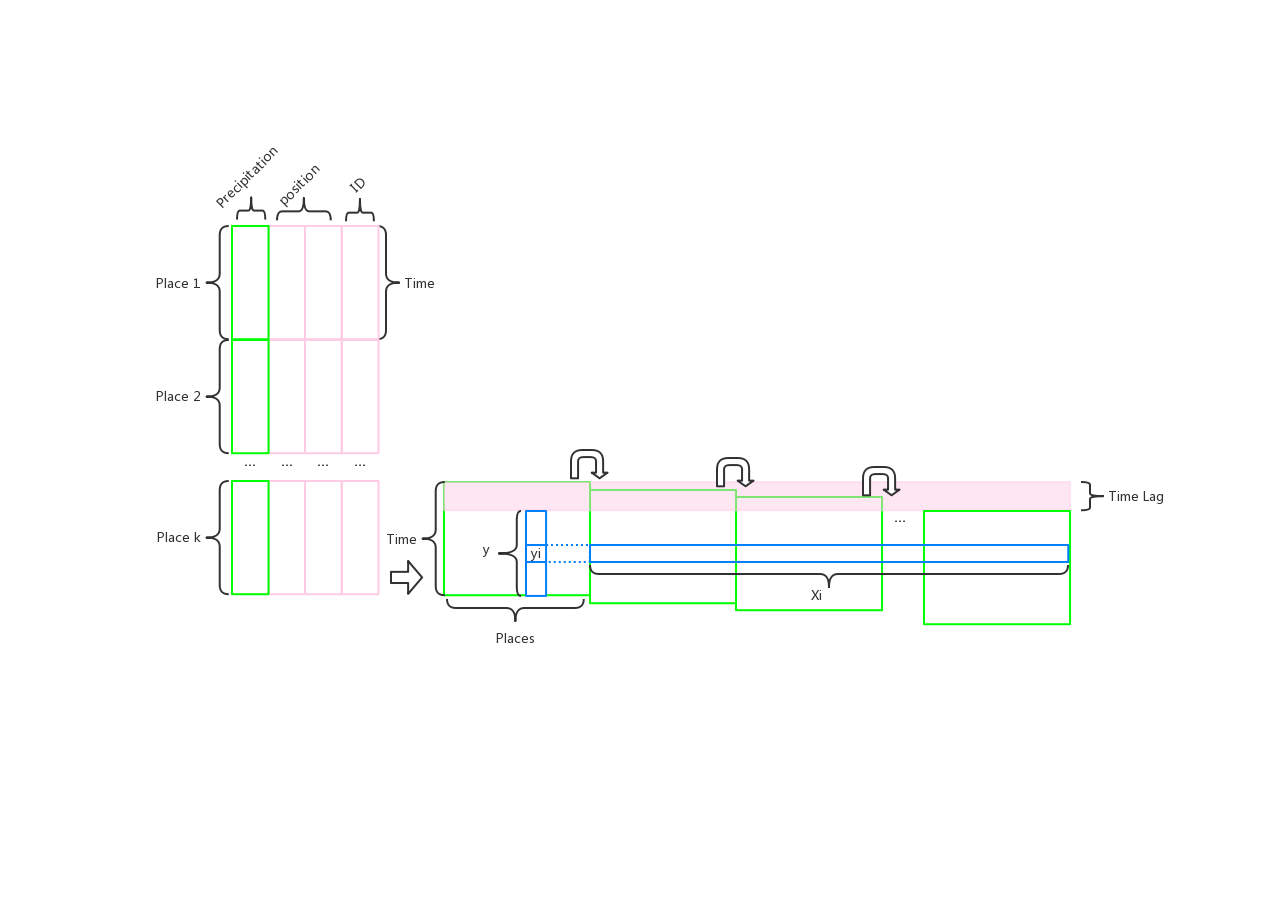 Precipitation
position
ID
Place 1
Time
Place 2
... ... ... ...
Place k
Time
Time Lag
...
y
yi
Xi
Places